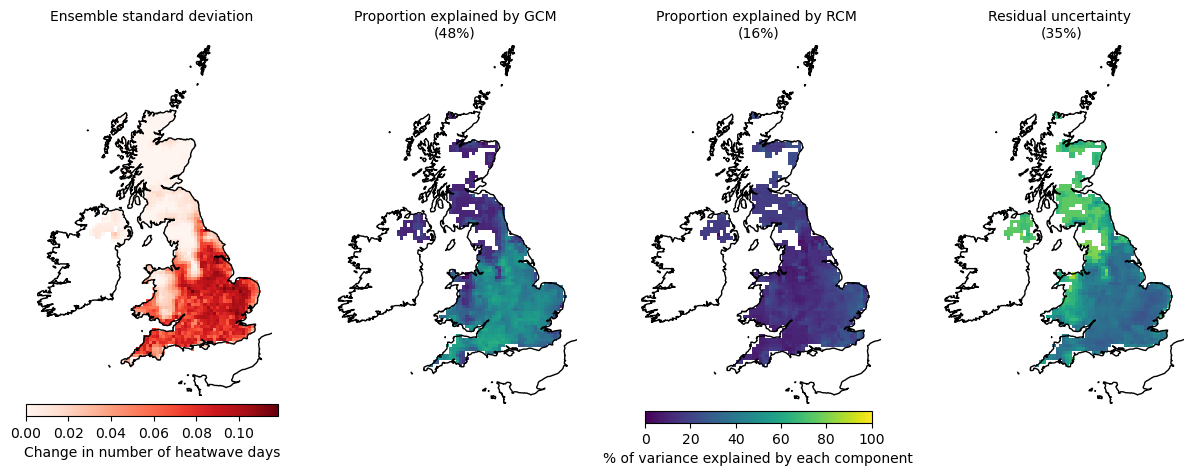 Ensemble standard deviation
Proportion explained by GCM
(48%)
Proportion explained by RCM
(16%)
Residual uncertainty
(35%)
0.00 0.02 0.04 0.06 0.08 0.10
Change in number of heatwave days
0 20 40 60 80 100
% of variance explained by each component